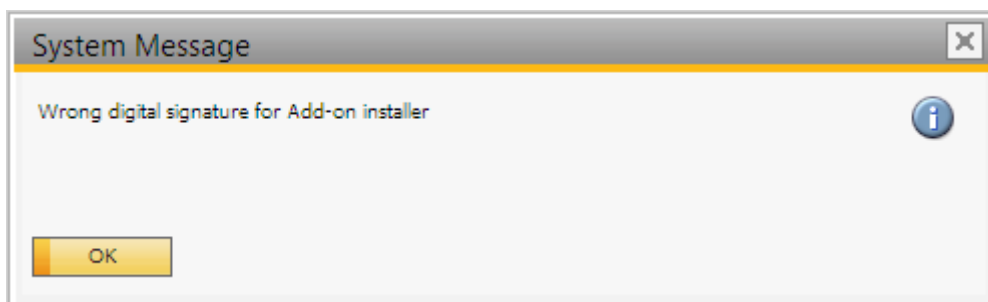 System Message
Wrong digital signature for Add-on installer
OK